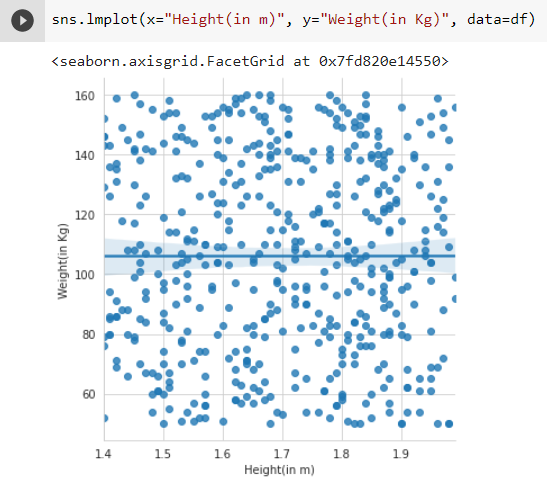 sns.lmplot(x="Height(in m)", y="Weight(in Kg)", data=df)
<seaborn.axisgrid.FacetGrid at 0x7fd820e14550>
160
140
120
100
80
60
Weight(in Kg)
1.4 1.5 1.6 1.7 1.8 1.9
Height(in m)